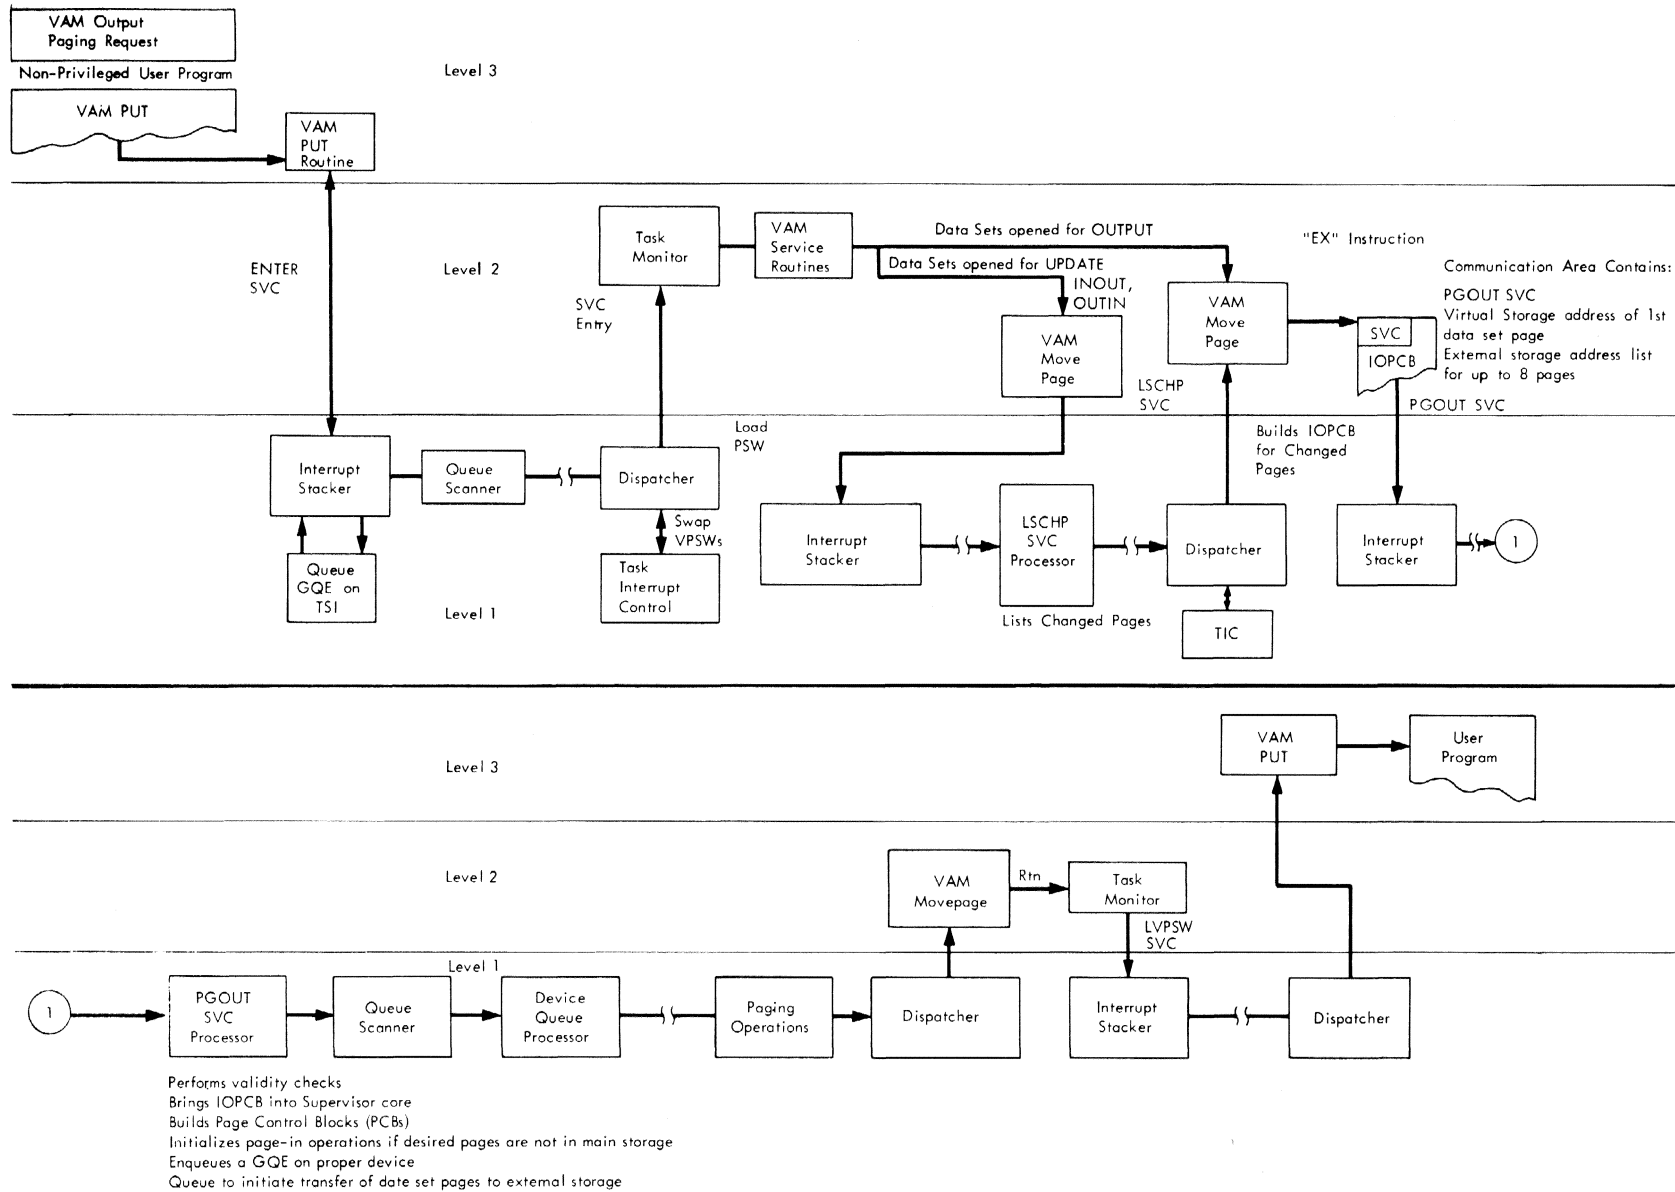 VAM Output
Paging Request
Non-Privileged User Program
VAM PUT
VAM
PUT
Routine
Level 3
ENTER
SVC
Level 2
Task
Monitor
VAM
Service
Routines
Data Sets opened for OUTPUT
Data Sets opened for UPDATE
INOUT,
OUTIN
"EX" Instruction
Communication Area Contains:
PGOUT SVC
Virtual Storage address of 1st
data set page
External storage address list
for up to 8 pages
SVC
Entry
VAM
Move
Page
VAM
Move
Page
SVC
IOPCB
LSCHP
SVC
PGOUT SVC
Load
PSW
Builds IOPCB
for Changed
Pages
Interrupt
Stacker
Queue
Scanner
Dispatcher
Swap
VPSWs
Queue
GQE on
TSI
Task
Interrupt
Control
Level 1
Interrupt
Stacker
LSCHP
SVC
Processor
Lists Changed Pages
Dispatcher
TIC
Interrupt
Stacker
1
Level 3
VAM
PUT
User
Program
Level 2
VAM
Movepage
Rtn
Task
Monitor
LVPSW
SVC
Level 1
1
PGOUT
SVC
Processor
Queue
Scanner
Device
Queue
Processor
Paging
Operations
Dispatcher
Interrupt
Stacker
Dispatcher
Performs validity checks
Brings IOPCB into Supervisor core
Builds Page Control Blocks (PCBs)
Initializes page-in operations if desired pages are not in main storage
Enqueues a GQE on proper device
Queue to initiate transfer of date set pages to external storage